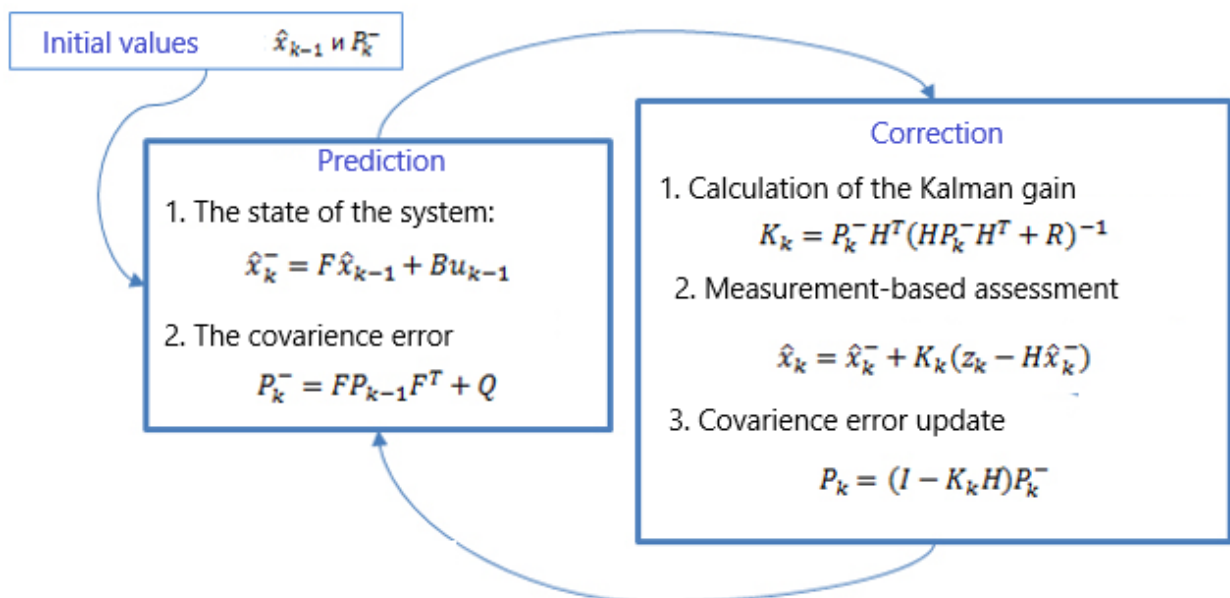 Initial values x̂ₖ₋₁ и Pₖ⁻
Prediction
1. The state of the system:
x̂ₖ⁻ = Fx̂ₖ₋₁ + Buₖ₋₁
2. The covarience error
Pₖ⁻ = FPₖ₋₁Fᵀ + Q
Correction
1. Calculation of the Kalman gain
Kₖ = Pₖ⁻Hᵀ(HPₖ⁻Hᵀ + R)⁻¹
2. Measurement-based assessment
x̂ₖ = x̂ₖ⁻ + Kₖ(zₖ − Hx̂ₖ⁻)
3. Covarience error update
Pₖ = (I − KₖH)Pₖ⁻